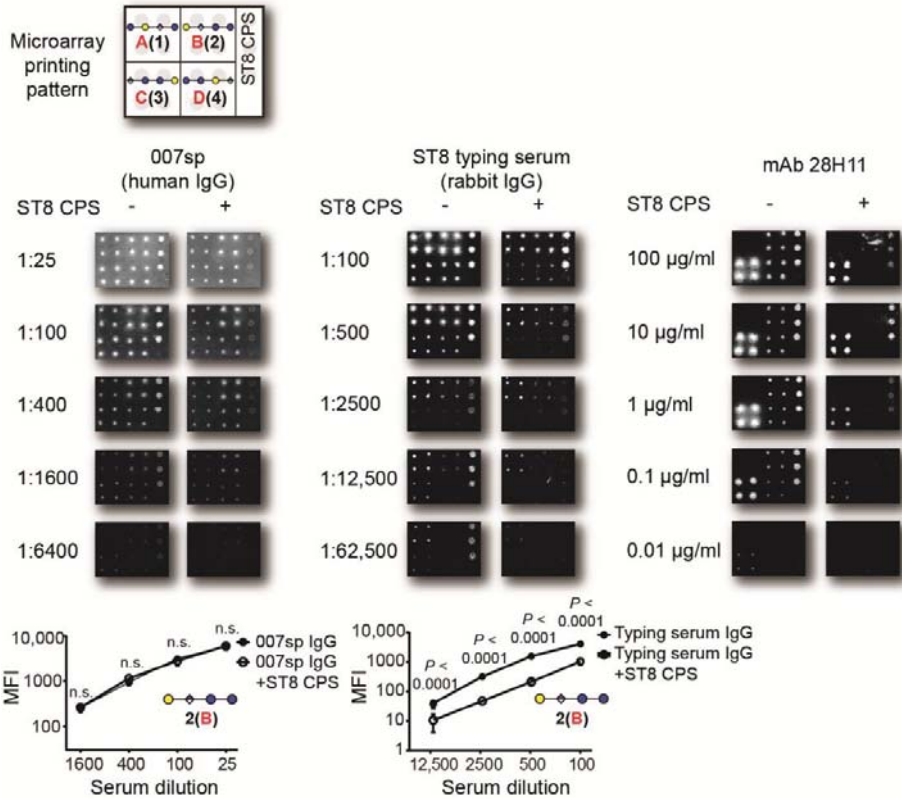 Microarray
printing
pattern
A(1) B(2)
C(3) D(4)
ST8 CPS
007sp
(human IgG)
ST8 CPS - +
1:25
1:100
1:400
1:1600
1:6400
ST8 typing serum
(rabbit IgG)
ST8 CPS - +
1:100
1:500
1:2500
1:12,500
1:62,500
mAb 28H11
ST8 CPS - +
100 µg/ml
10 µg/ml
1 µg/ml
0.1 µg/ml
0.01 µg/ml
MFI
10,000
1000
100
n.s. n.s. n.s. n.s.
007sp IgG
007sp IgG
+ST8 CPS
2(B)
1600 400 100 25
Serum dilution
MFI
10,000
1000
100
10
1
P <
0.0001
P <
0.0001
P <
0.0001
P <
0.0001
Typing serum IgG
Typing serum IgG
+ST8 CPS
2(B)
12,500 2500 500 100
Serum dilution